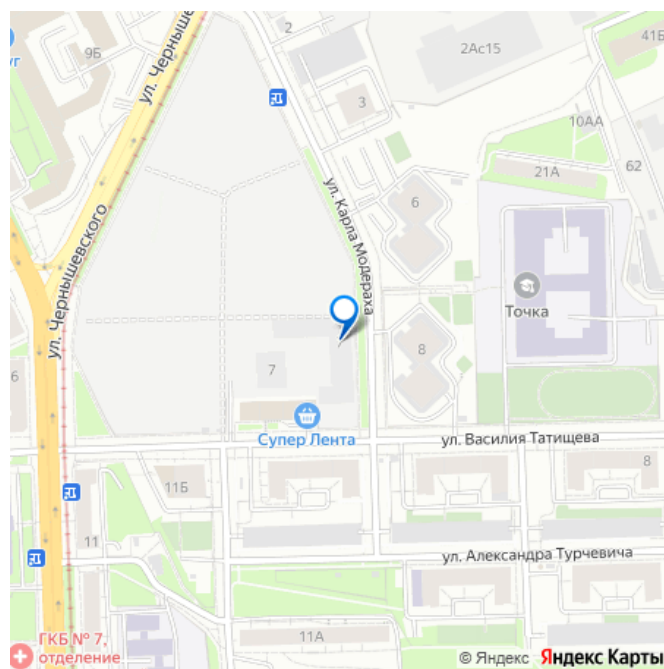 2
2Ас15
41Б
9Б
уг
ул. Чернышевского
3
10АА
62
21А
ул. Карла Модераха
6
Точка
ул. Чернышевского
8
7
6
Супер Лента
ул. Василия Татищева
11Б
8
11
ул. Александра Турчевича
11А
ГКБ № 7,
отделение
© Яндекс Яндекс Карты